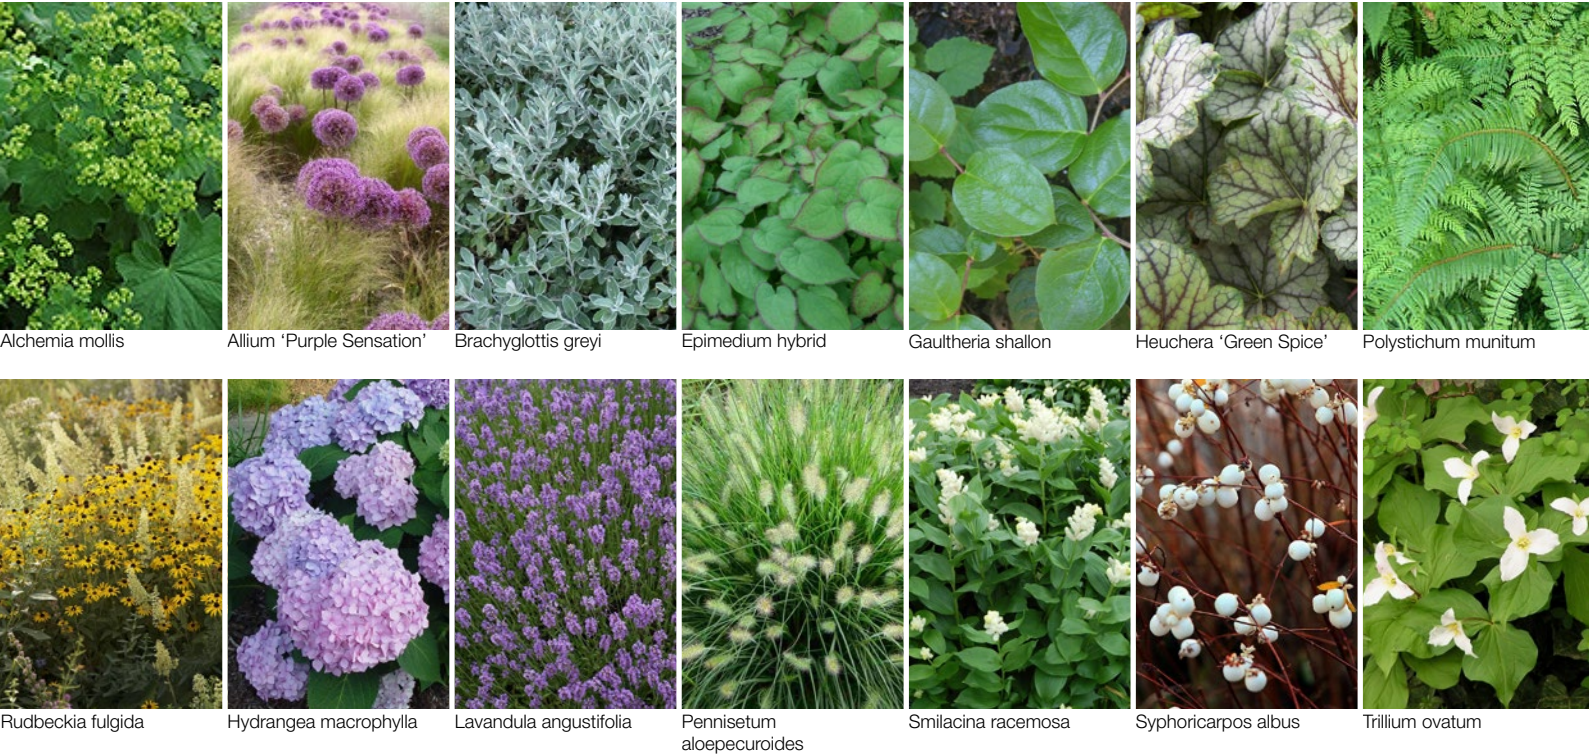 Alchemia mollis
Allium ‘Purple Sensation’
Brachyglottis greyi
Epimedium hybrid
Gaultheria shallon
Heuchera ‘Green Spice’
Polystichum munitum
Rudbeckia fulgida
Hydrangea macrophylla
Lavandula angustifolia
Pennisetum
aloepecuroides
Smilacina racemosa
Syphoricarpos albus
Trillium ovatum